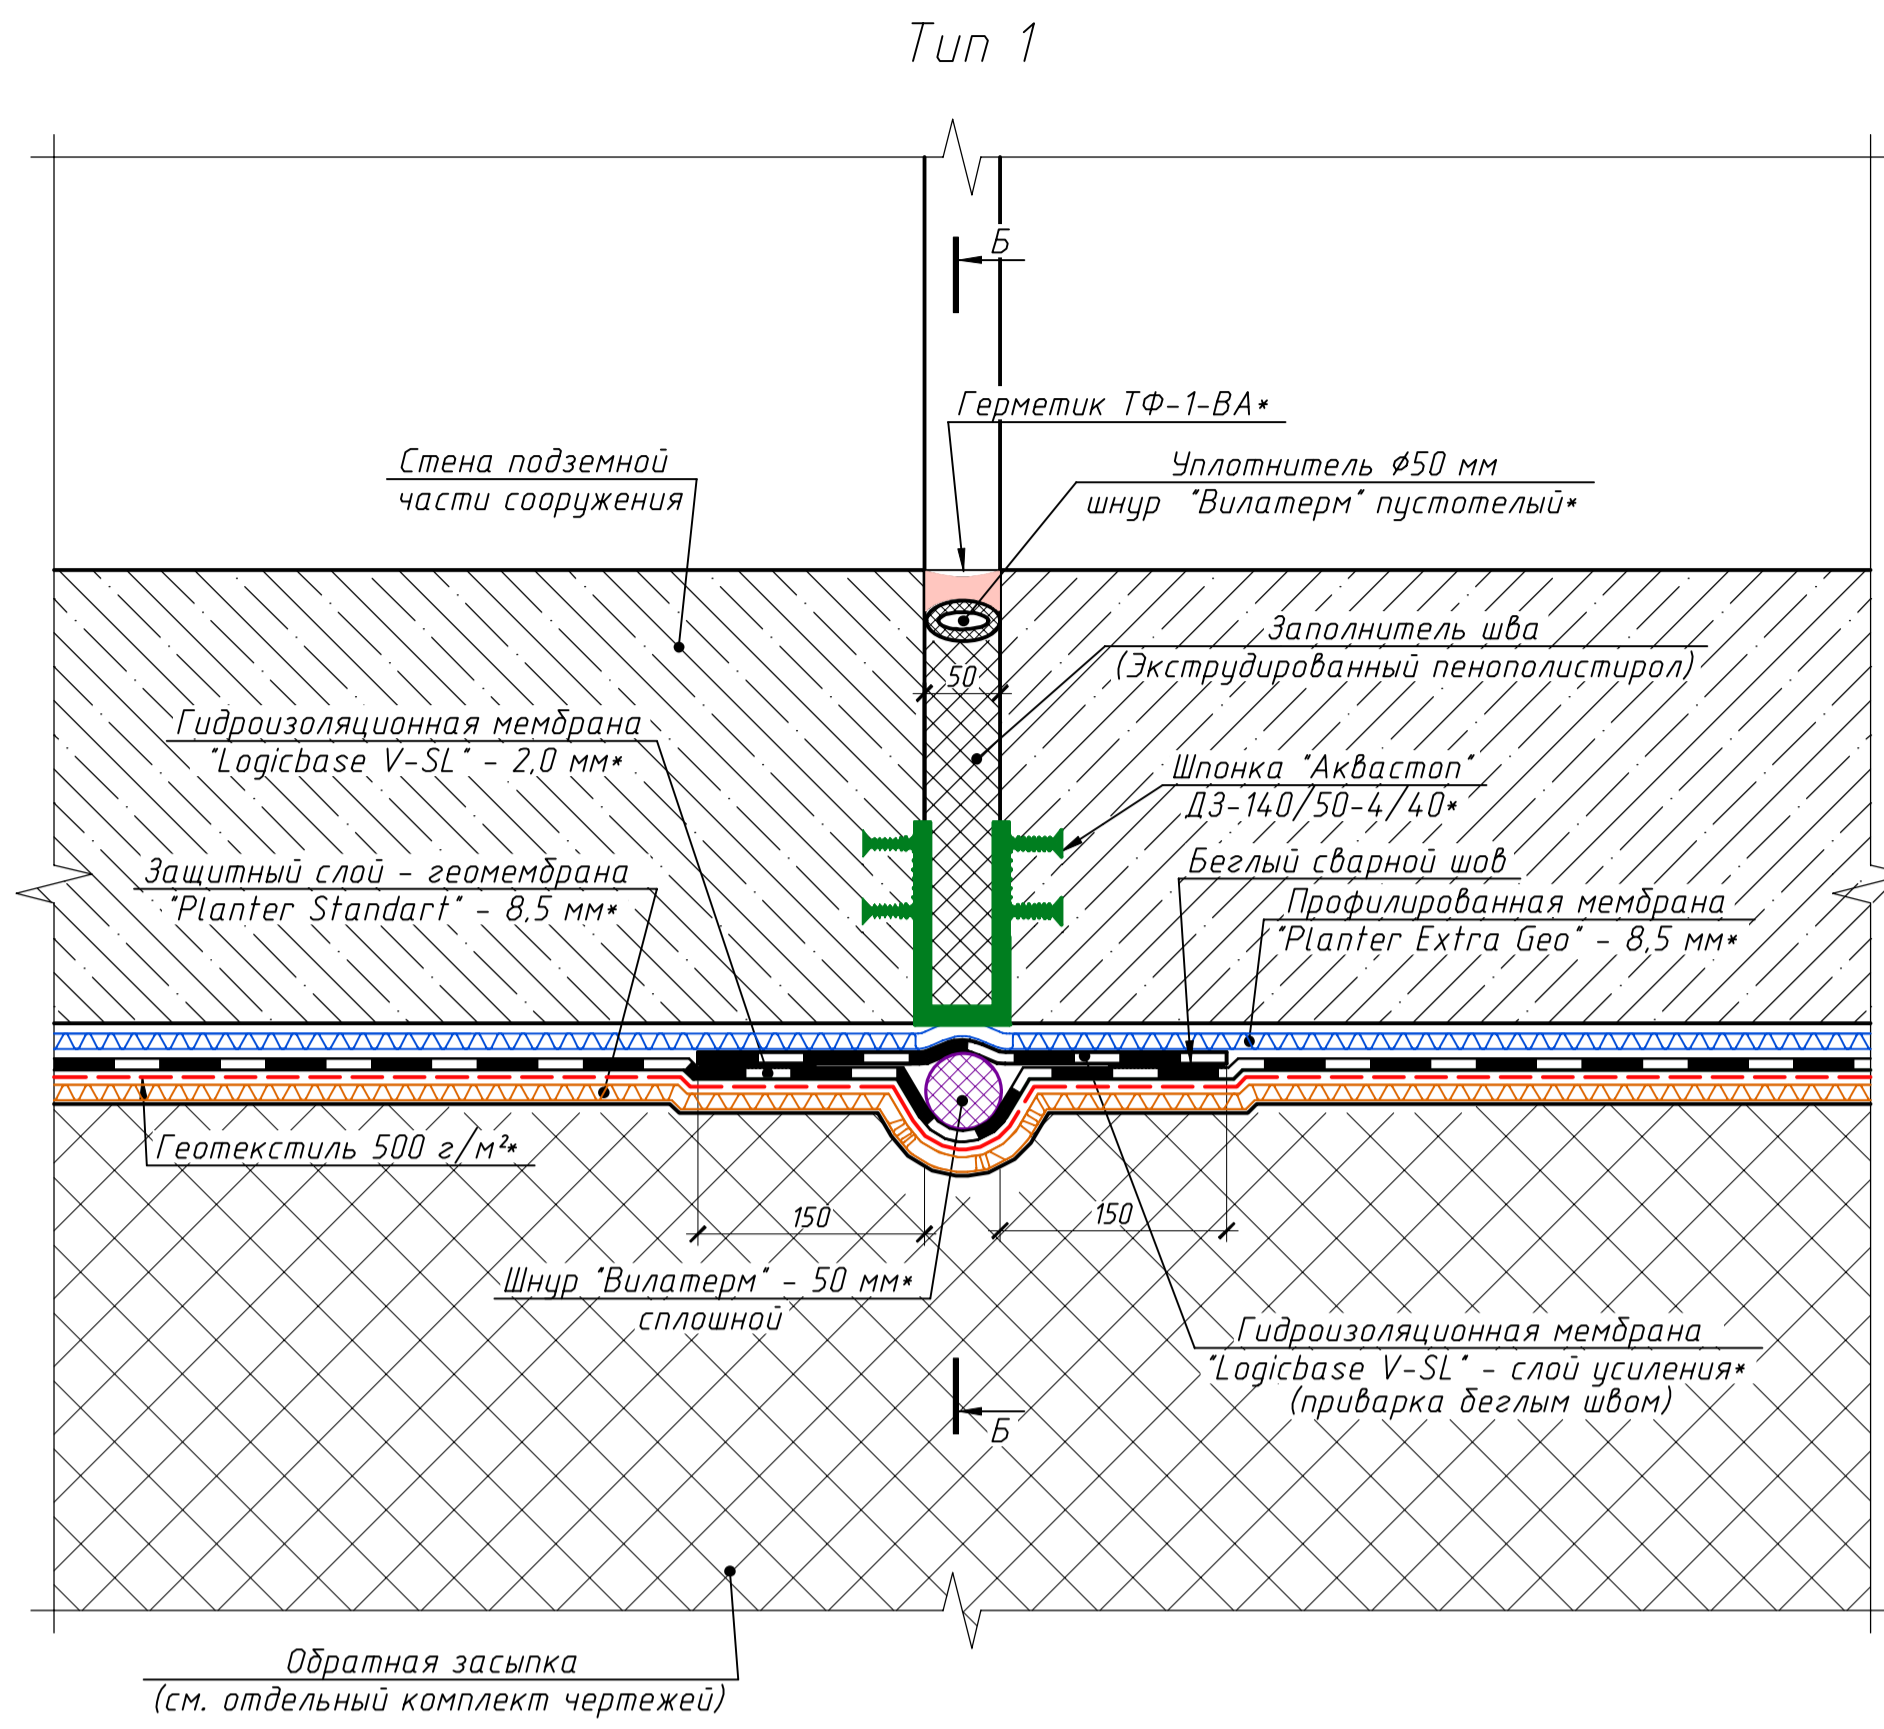 Тип 1
Б
Герметик ТФ-1-ВА*
Стена подземной
части сооружения
Уплотнитель ϕ50 мм
шнур "Вилатерм" пустотелый*
Заполнитель шва
(Экструдированный пенополистирол)
50
Гидроизоляционная мембрана
"Logicbase V-SL" - 2,0 мм*
Шпонка "Аквастоп"
ДЗ-140/50-4/40*
Защитный слой - геомембрана
"Planter Standart" - 8,5 мм*
Беглый сварной шов
Профилированная мембрана
"Planter Extra Geo" - 8,5 мм*
Геотекстиль 500 г/м²*
150
150
Шнур "Вилатерм" - 50 мм*
сплошной
Гидроизоляционная мембрана
"Logicbase V-SL" - слой усиления*
(приварка беглым швом)
Б
Обратная засыпка
(см. отдельный комплект чертежей)